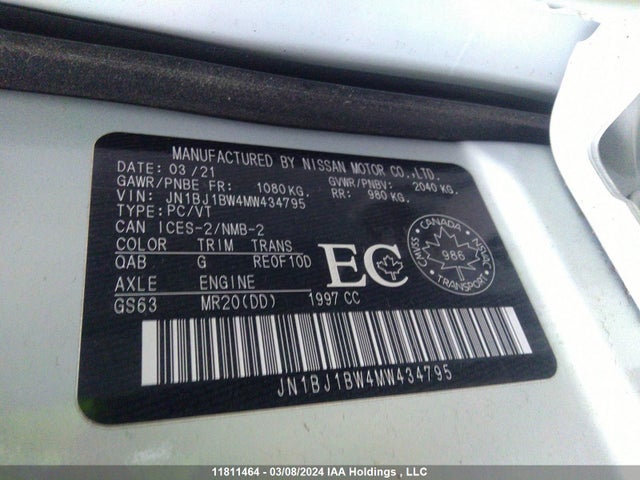 MANUFACTURED BY NISSAN MOTOR CO.,LTD.
DATE: 03/21
GAWR/PNBE FR: 1080KG. GVWR/PNBV: 2040 KG.
RR: 980 KG.
VIN: JN1BJ1BW4MW434795
TYPE:PC/VT
CAN ICES-2/NMB-2
COLOR TRIM TRANS
QAB G RE0F10D
AXLE ENGINE
GS63 MR20(DD) 1997 CC
EC
CANADA
CMVSS 986 NSVAC
TRANSPORT
JN1BJ1BW4MW434795
11811464 - 03/08/2024 IAA Holdings , LLC